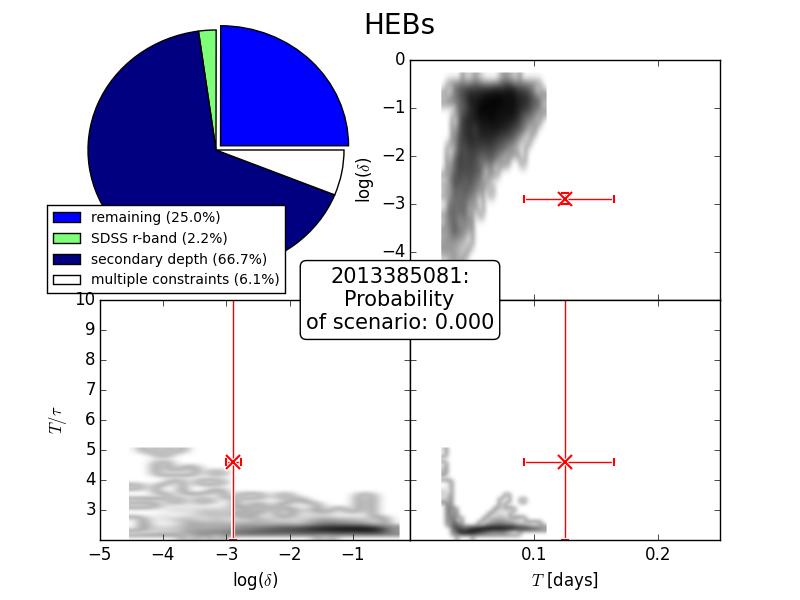 HEBs
remaining (25.0%)
SDSS r-band (2.2%)
secondary depth (66.7%)
multiple constraints (6.1%)
0
−1
−2
−3
−4
log(δ)
2013385081:
Probability
of scenario: 0.000
10
9
8
7
6
5
4
3
T/τ
−5 −4 −3 −2 −1
log(δ)
0.1 0.2
T [days]